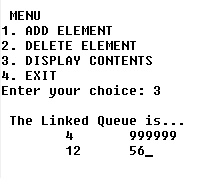 MENU
1. ADD ELEMENT
2. DELETE ELEMENT
3. DISPLAY CONTENTS
4. EXIT
Enter your choice: 3
The Linked Queue is...
4 999999
12 56_